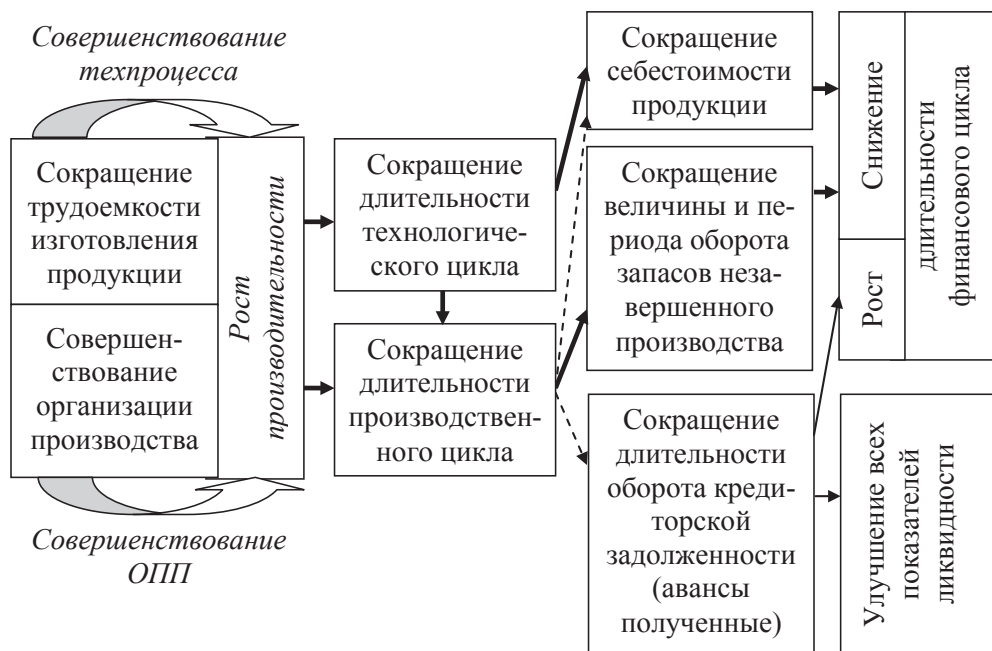 Совершенствование
техпроцесса
Сокращение
трудоемкости
изготовления
продукции
Совершен-
ствование
организации
производства
Рост
производительности
Совершенствование
ОПП
Сокращение
длительности
технологиче-
ского цикла
Сокращение
длительности
производствен-
ного цикла
Сокращение
себестоимости
продукции
Сокращение
величины и пе-
риода оборота
запасов неза-
вершенного
производства
Сокращение
длительности
оборота креди-
торской
задолженности
(авансы
полученные)
Снижение
Рост
длительности
финансового цикла
Улучшение всех
показателей
ликвидности